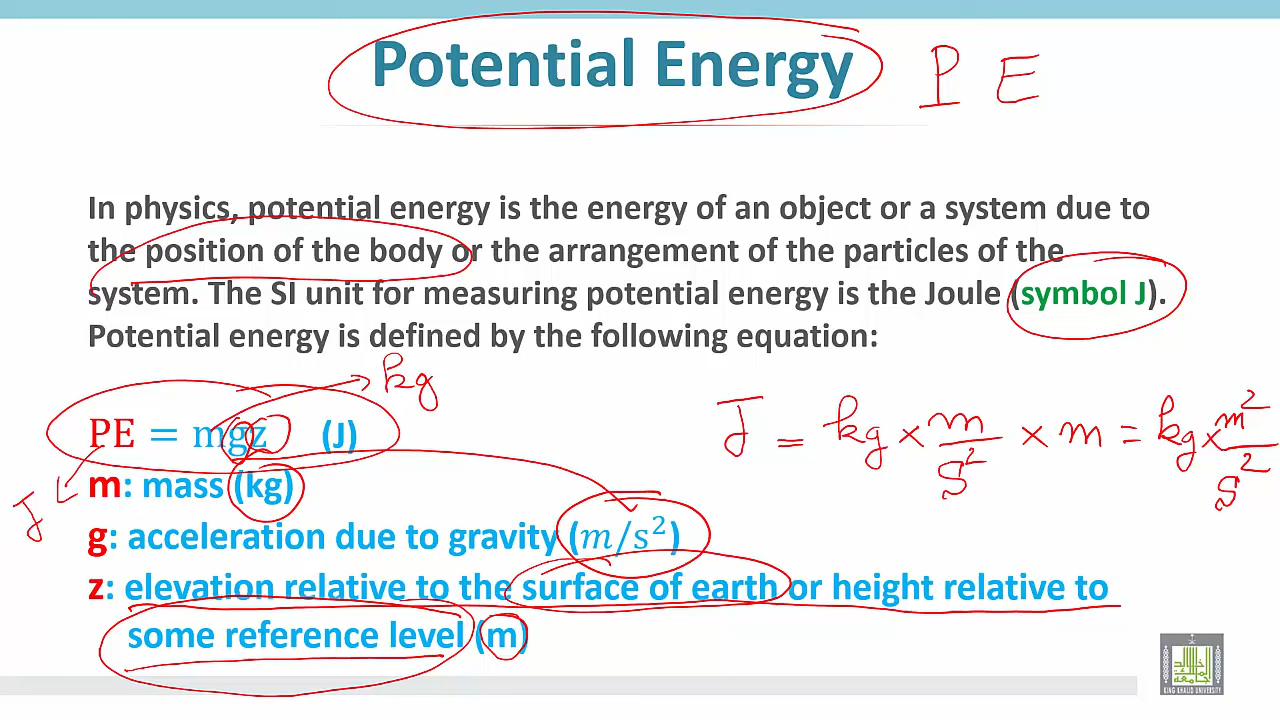 Potential Energy P E
In physics, potential energy is the energy of an object or a system due to
the position of the body or the arrangement of the particles of the
system. The SI unit for measuring potential energy is the Joule (symbol J).
Potential energy is defined by the following equation:
kg
PE = mgz (J)
J = kg × m/s² × m = kg × m²/s²
m: mass (kg)
J
g: acceleration due to gravity (m/s²)
z: elevation relative to the surface of earth or height relative to
some reference level (m)
KING KHALID UNIVERSITY